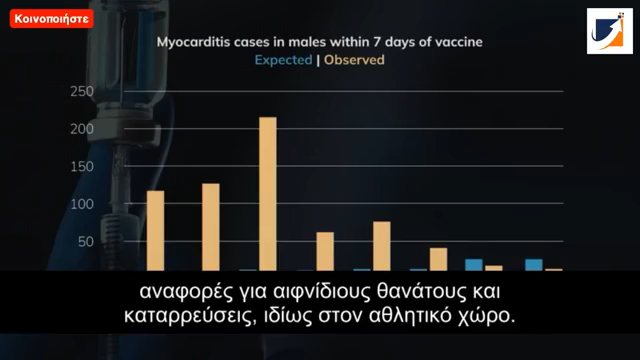 Κοινοποιήστε
Myocarditis cases in males within 7 days of vaccine
Expected | Observed
250
200
150
100
50
αναφορές για αιφνίδιους θανάτους και
καταρρεύσεις, ιδίως στον αθλητικό χώρο.